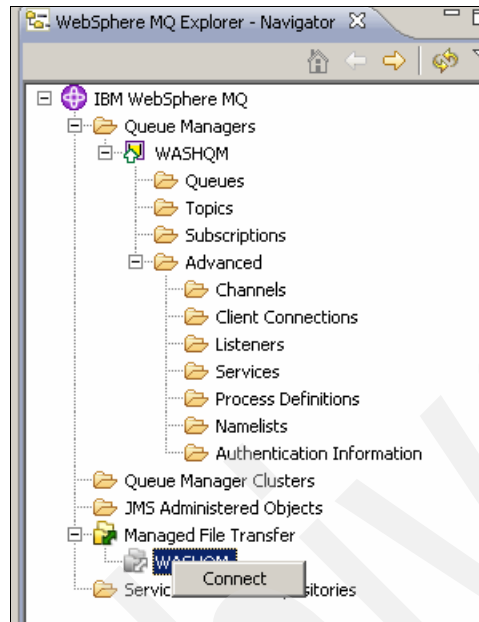 WebSphere MQ Explorer - Navigator
IBM WebSphere MQ
Queue Managers
WASHQM
Queues
Topics
Subscriptions
Advanced
Channels
Client Connections
Listeners
Services
Process Definitions
Namelists
Authentication Information
Queue Manager Clusters
JMS Administered Objects
Managed File Transfer
Connect